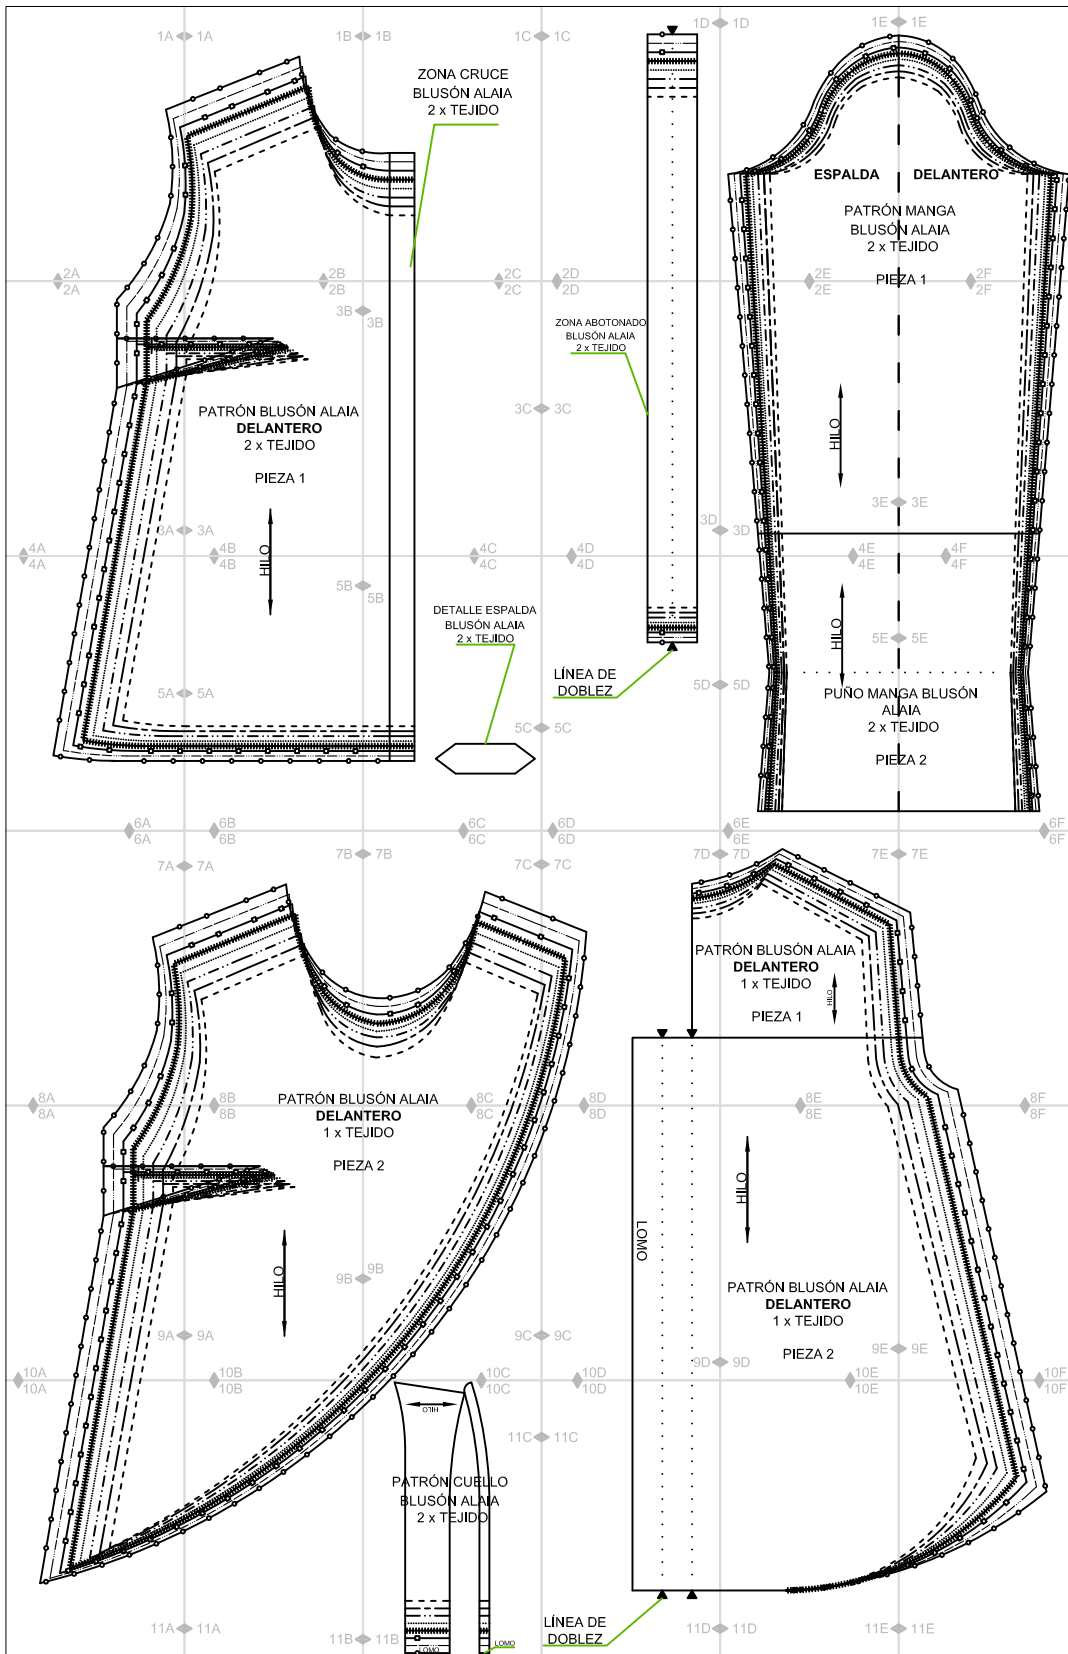 1A 1A
1B 1B
1C 1C
1D 1D
1E 1E
ZONA CRUCE
BLUSÓN ALAIA
2 x TEJIDO
ESPALDA DELANTERO
PATRÓN MANGA
BLUSÓN ALAIA
2 x TEJIDO
PIEZA 1
2A
2A
2B
2B
2C
2C
2D
2D
2E
2E
2F
2F
3B
3B
ZONA ABOTONADO
BLUSÓN ALAIA
2 x TEJIDO
PATRÓN BLUSÓN ALAIA
DELANTERO
2 x TEJIDO
PIEZA 1
HILO
3C 3C
HILO
3A 3A
3D
3D
3E 3E
4A
4A
4B
4B
4C
4C
4D
4D
4E
4E
4F
4F
5B
5B
DETALLE ESPALDA
BLUSÓN ALAIA
2 x TEJIDO
HILO
5E 5E
LÍNEA DE
DOBLEZ
5A 5A
5C 5C
5D 5D
PUÑO MANGA BLUSÓN
ALAIA
2 x TEJIDO
PIEZA 2
6A
6A
6B
6B
6C
6C
6D
6D
6E
6E
6F
6F
7A 7A
7B 7B
7C 7C
7D 7D
7E 7E
PATRÓN BLUSÓN ALAIA
DELANTERO
1 x TEJIDO
PIEZA 1
HILO
8A
8A
8B
8B
8C
8C
8D
8D
8E
8E
8F
8F
PATRÓN BLUSÓN ALAIA
DELANTERO
1 x TEJIDO
PIEZA 2
HILO
HILO
LOMO
9B
9B
PATRÓN BLUSÓN ALAIA
DELANTERO
1 x TEJIDO
PIEZA 2
9A 9A
9C 9C
9D 9D
9E 9E
10A
10A
10B
10B
10C
10C
10D
10D
10E
10E
10F
10F
HILO
11C 11C
PATRÓN CUELLO
BLUSÓN ALAIA
2 x TEJIDO
LÍNEA DE
DOBLEZ
11A 11A
11B 11B
11D 11D
11E 11E
LOMO
LOMO